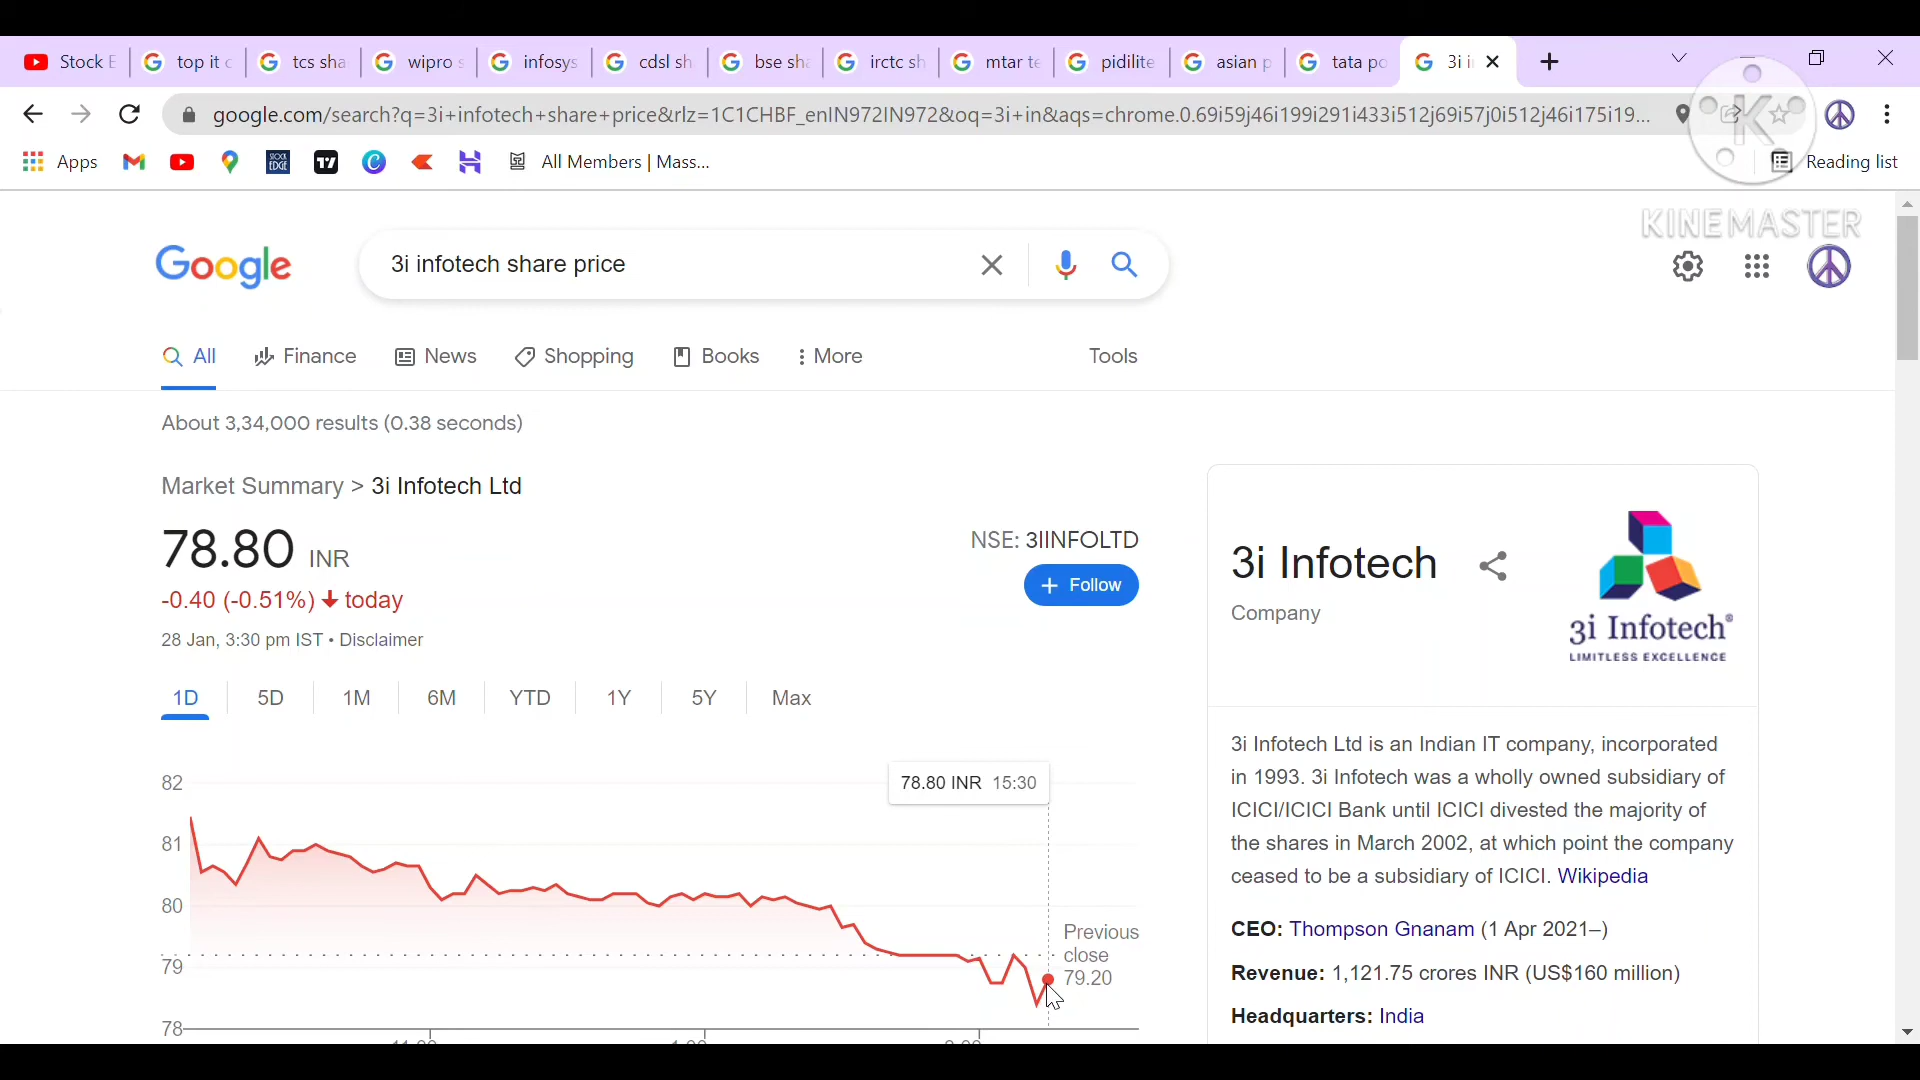 Stock E
top it c
tcs sha
wipro s
infosys
cdsl sh
bse sha
irctc sh
mtar te
pidilite
asian p
tata po
3i i
google.com/search?q=3i+infotech+share+price&rlz=1C1CHBF_enIN972IN972&oq=3i+in&aqs=chrome.0.69i59j46i199i291i433i512j69i57j0i512j46i175i19...
Apps
STOCK EDGE
All Members | Mass...
Reading list
K
KINEMASTER
Google
3i infotech share price
All
Finance
News
Shopping
Books
More
Tools
About 3,34,000 results (0.38 seconds)
Market Summary > 3i Infotech Ltd
78.80 INR
NSE: 3IINFOLTD
-0.40 (-0.51%) today
+ Follow
28 Jan, 3:30 pm IST • Disclaimer
1D
5D
1M
6M
YTD
1Y
5Y
Max
82
81
80
79
78
78.80 INR 15:30
Previous
close
79.20
3i Infotech
Company
3i Infotech®
LIMITLESS EXCELLENCE
3i Infotech Ltd is an Indian IT company, incorporated
in 1993. 3i Infotech was a wholly owned subsidiary of
ICICI/ICICI Bank until ICICI divested the majority of
the shares in March 2002, at which point the company
ceased to be a subsidiary of ICICI. Wikipedia
CEO: Thompson Gnanam (1 Apr 2021–)
Revenue: 1,121.75 crores INR (US$160 million)
Headquarters: India